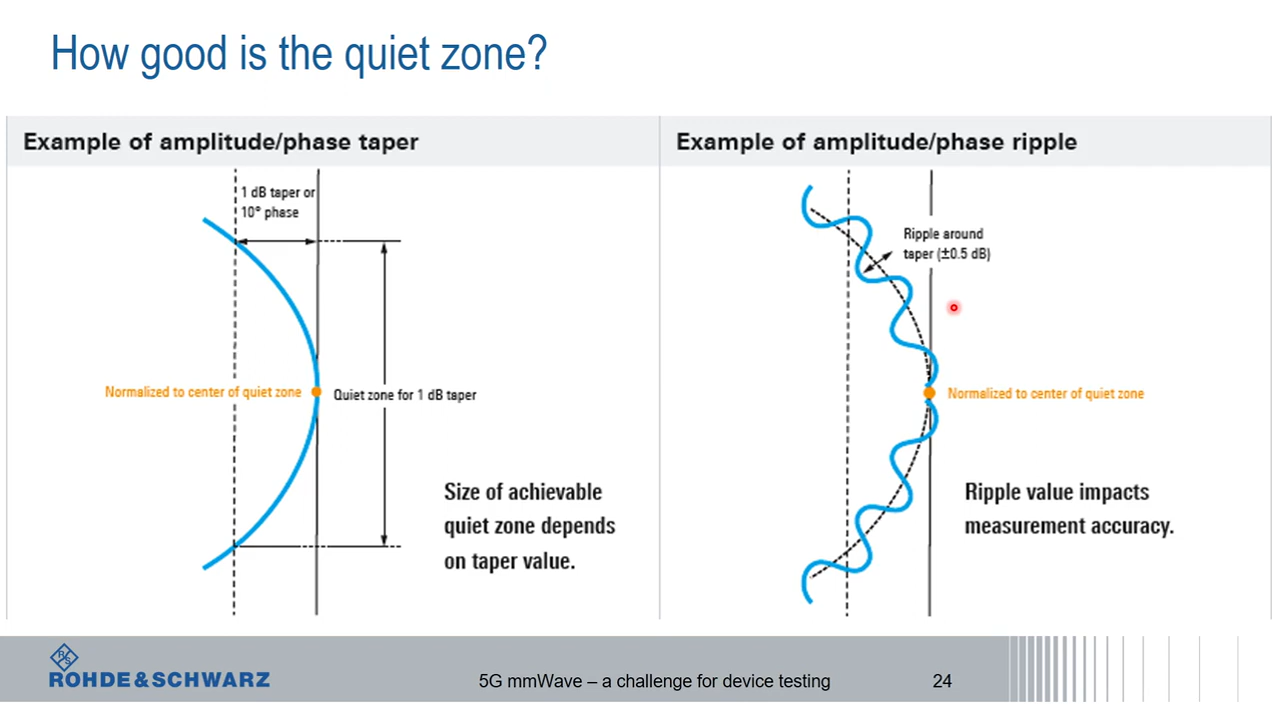 How good is the quiet zone?
Example of amplitude/phase taper
1 dB taper or
10° phase
Normalized to center of quiet zone
Quiet zone for 1 dB taper
Size of achievable
quiet zone depends
on taper value.
Example of amplitude/phase ripple
Ripple around
taper (±0.5 dB)
Normalized to center of quiet zone
Ripple value impacts
measurement accuracy.
R&S
ROHDE & SCHWARZ
5G mmWave – a challenge for device testing
24